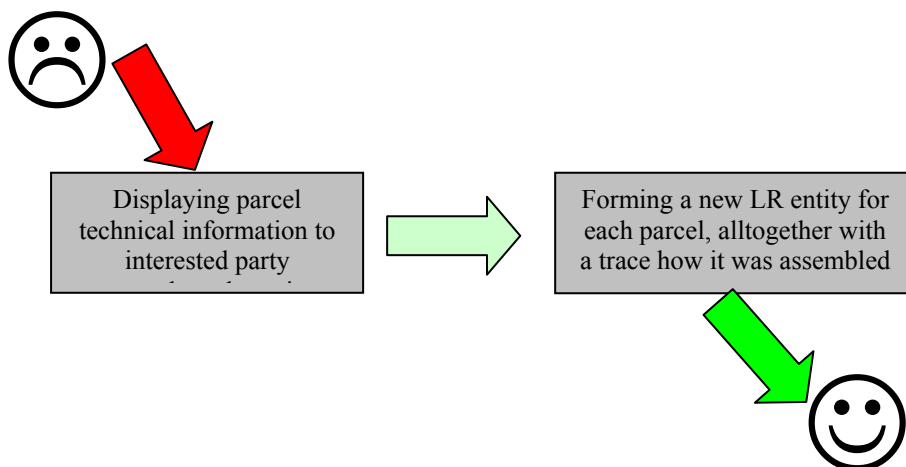 Displaying parcel
technical information to
interested party
Forming a new LR entity for
each parcel, alltogether with
a trace how it was assembled